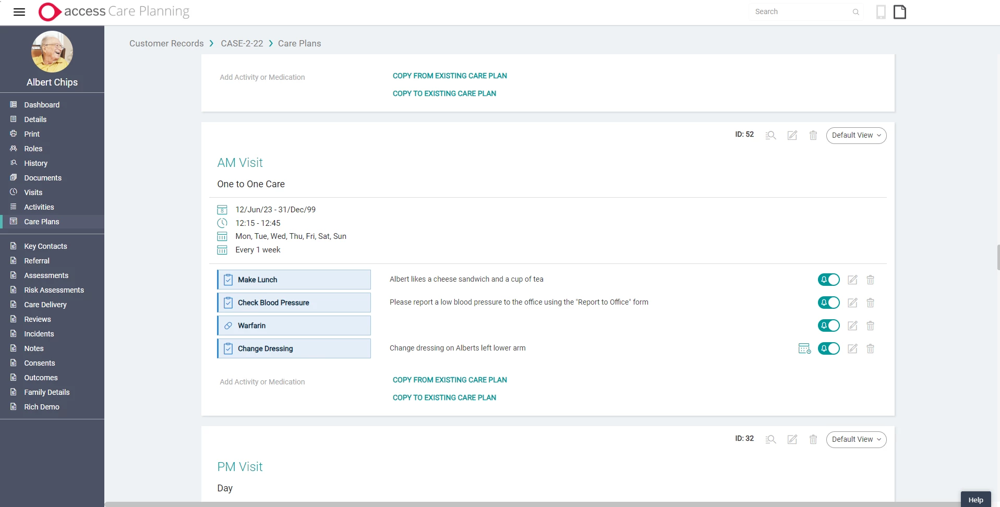 access Care Planning
Search
Albert Chips
Dashboard
Details
Print
Roles
History
Documents
Visits
Activities
Care Plans
Key Contacts
Referral
Assessments
Risk Assessments
Care Delivery
Reviews
Incidents
Notes
Consents
Outcomes
Family Details
Rich Demo
Customer Records > CASE-2-22 > Care Plans
Add Activity or Medication
COPY FROM EXISTING CARE PLAN
COPY TO EXISTING CARE PLAN
ID: 52
Default View
AM Visit
One to One Care
8 12/Jun/23 - 31/Dec/99
12:15 - 12:45
Mon, Tue, Wed, Thu, Fri, Sat, Sun
Every 1 week
Make Lunch Albert likes a cheese sandwich and a cup of tea
Check Blood Pressure Please report a low blood pressure to the office using the "Report to Office" form
Warfarin
Change Dressing Change dressing on Alberts left lower arm
Add Activity or Medication
COPY FROM EXISTING CARE PLAN
COPY TO EXISTING CARE PLAN
ID: 32
Default View
PM Visit
Day
Help